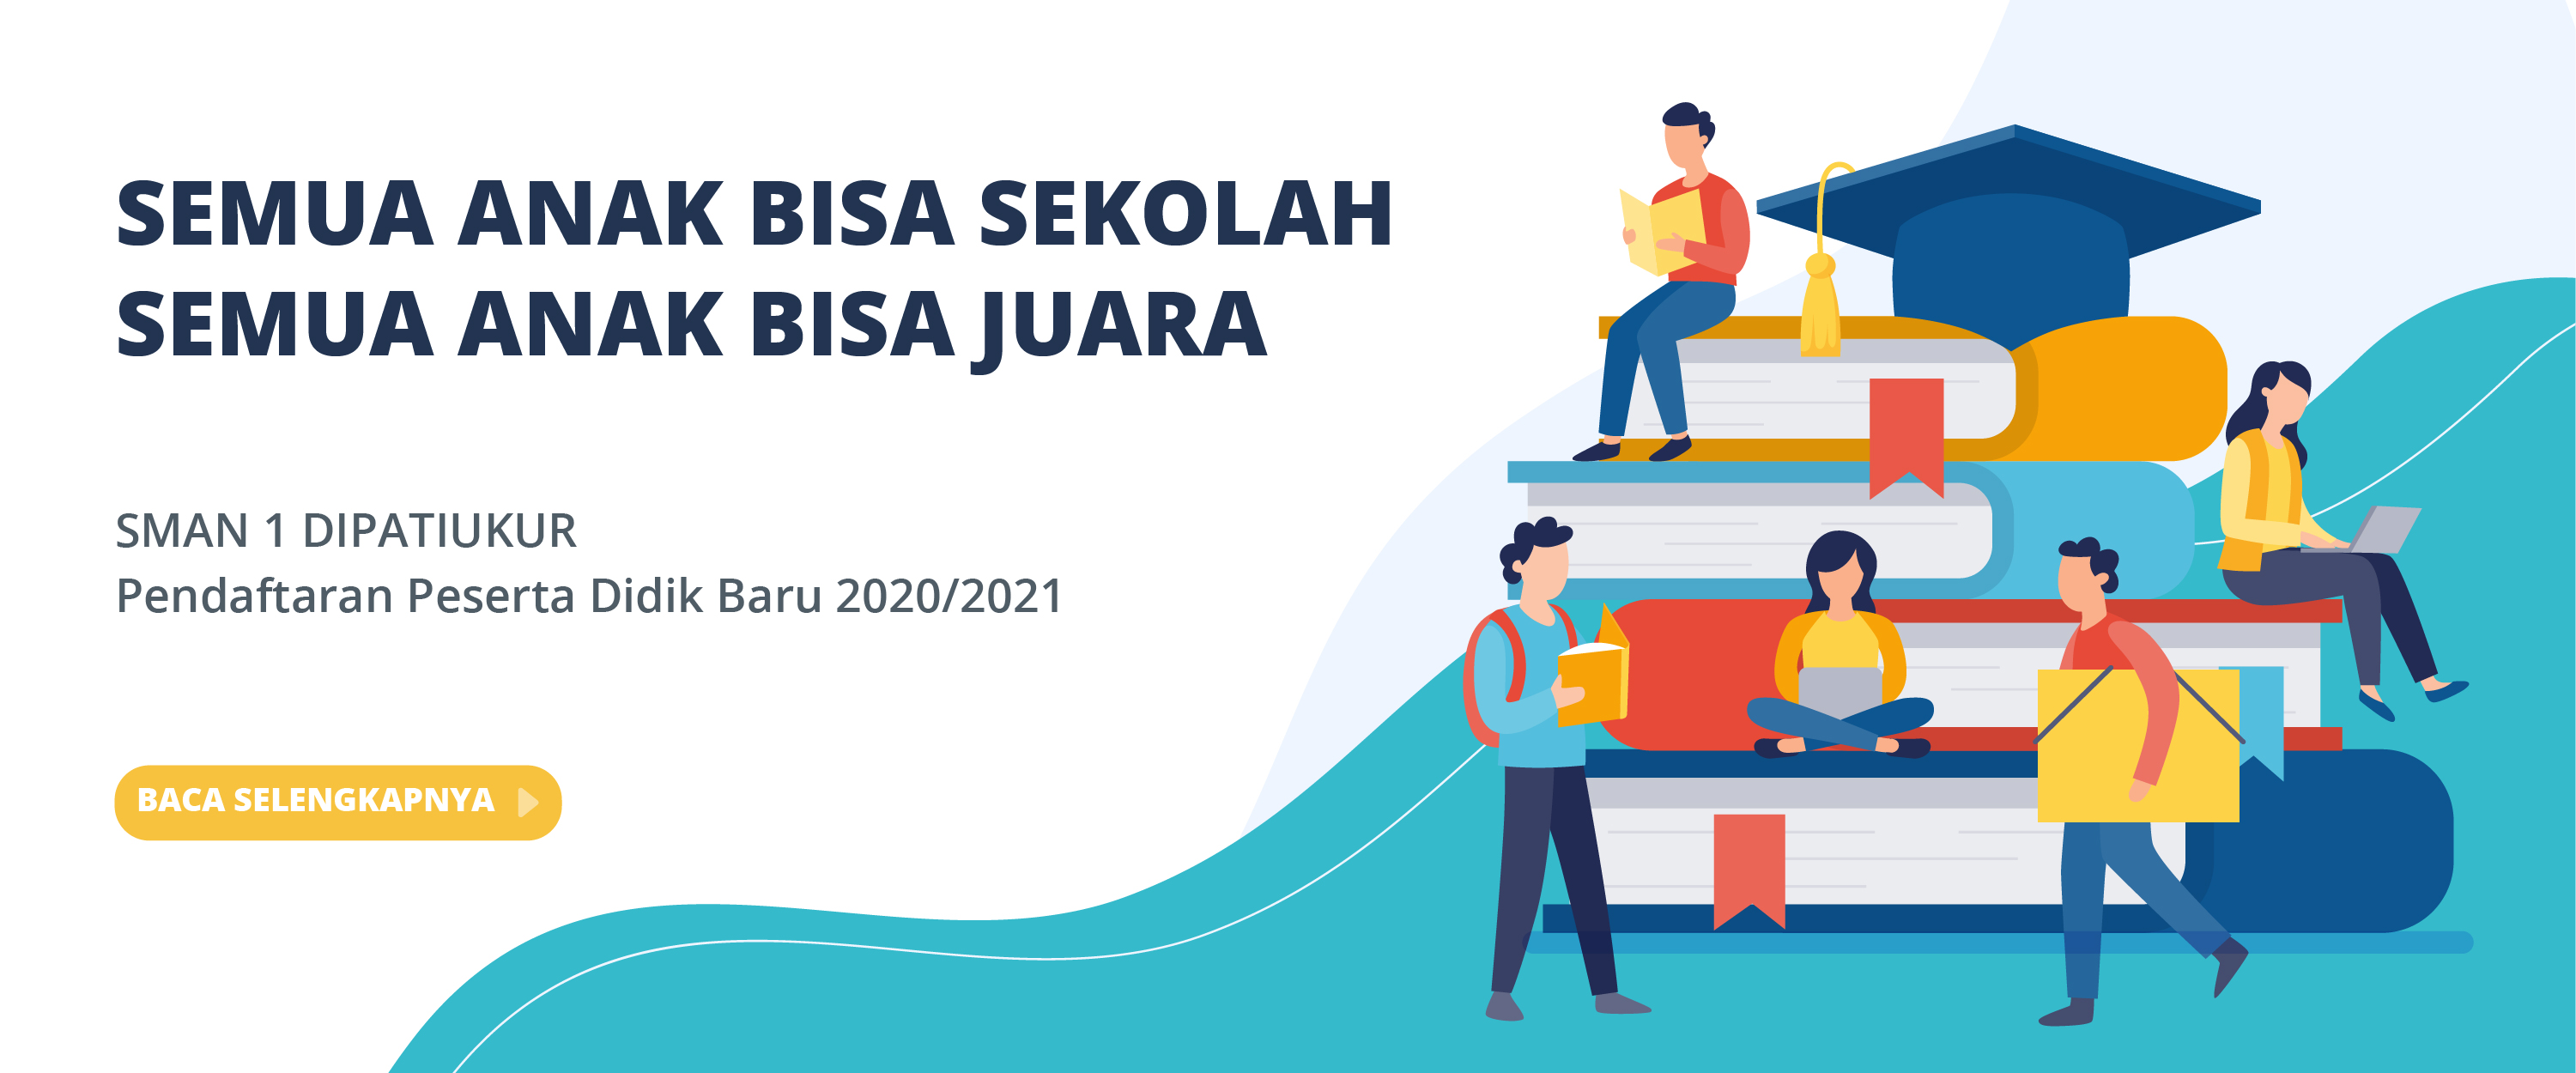 SEMUA ANAK BISA SEKOLAH
SEMUA ANAK BISA JUARA
SMAN 1 DIPATIUKUR
Pendaftaran Peserta Didik Baru 2020/2021
BACA SELENGKAPNYA